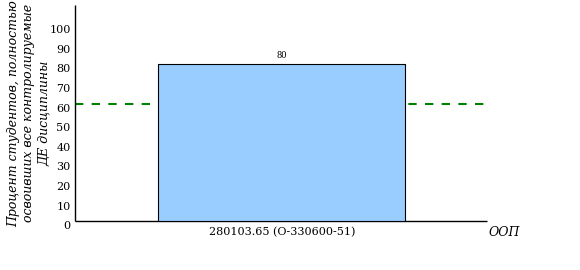 Процент студентов, полностью
освоивших все контролируемые
ДЕ дисциплины
100
90
80
70
60
50
40
30
20
10
0
80
280103.65 (О-330600-51)
ООП